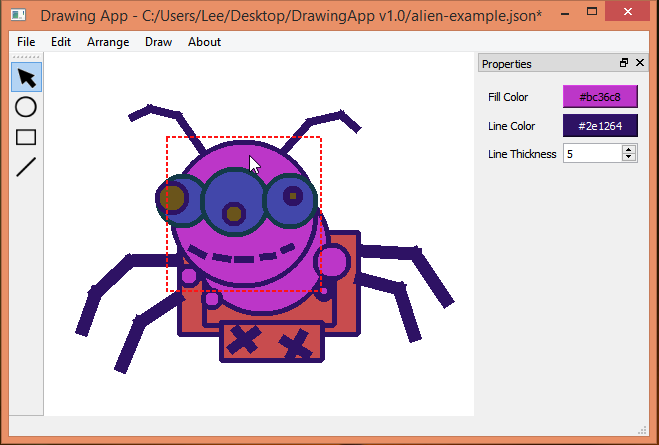 Drawing App - C:/Users/Lee/Desktop/DrawingApp v1.0/alien-example.json*
File Edit Arrange Draw About
Properties
Fill Color #bc36c8
Line Color #2e1264
Line Thickness 5